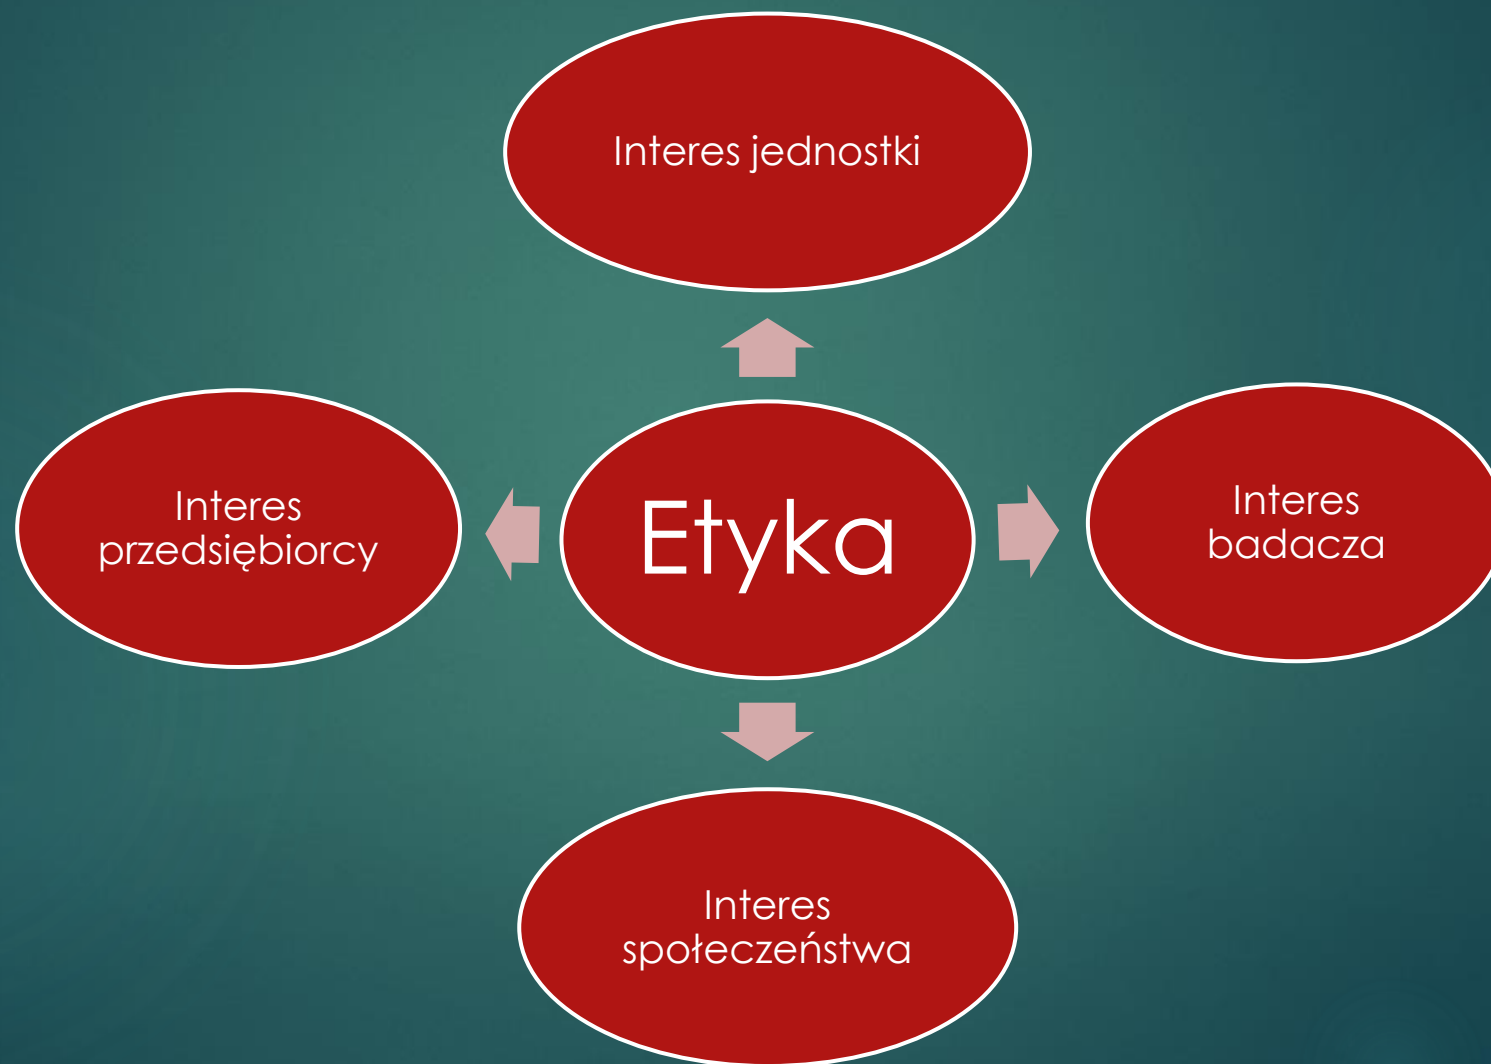 Interes jednostki
Interes
przedsiębiorcy
Etyka
Interes
badacza
Interes
społeczeństwa